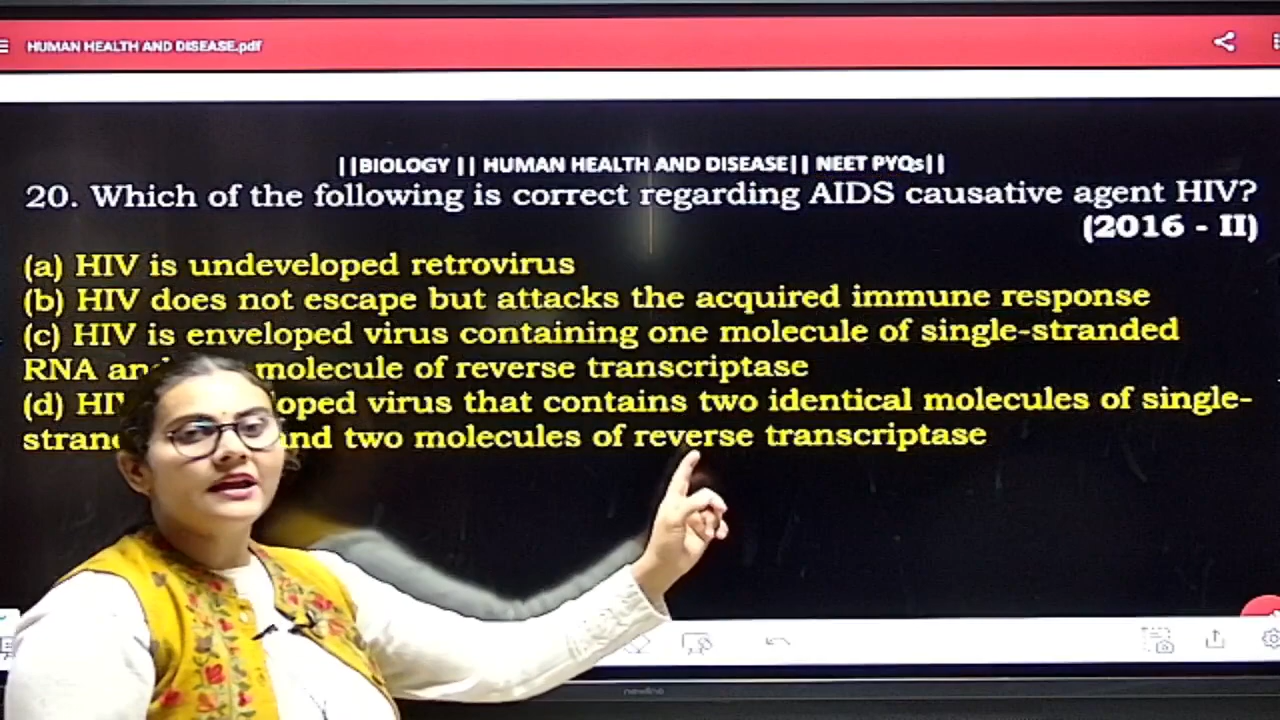 HUMAN HEALTH AND DISEASE.pdf
||BIOLOGY || HUMAN HEALTH AND DISEASE|| NEET PYQs||
20. Which of the following is correct regarding AIDS causative agent HIV?
(2016 - II)
(a) HIV is undeveloped retrovirus
(b) HIV does not escape but attacks the acquired immune response
(c) HIV is enveloped virus containing one molecule of single-stranded
RNA molecule of reverse transcriptase
(d) virus that contains two identical molecules of single-
and two molecules of reverse transcriptase
newline